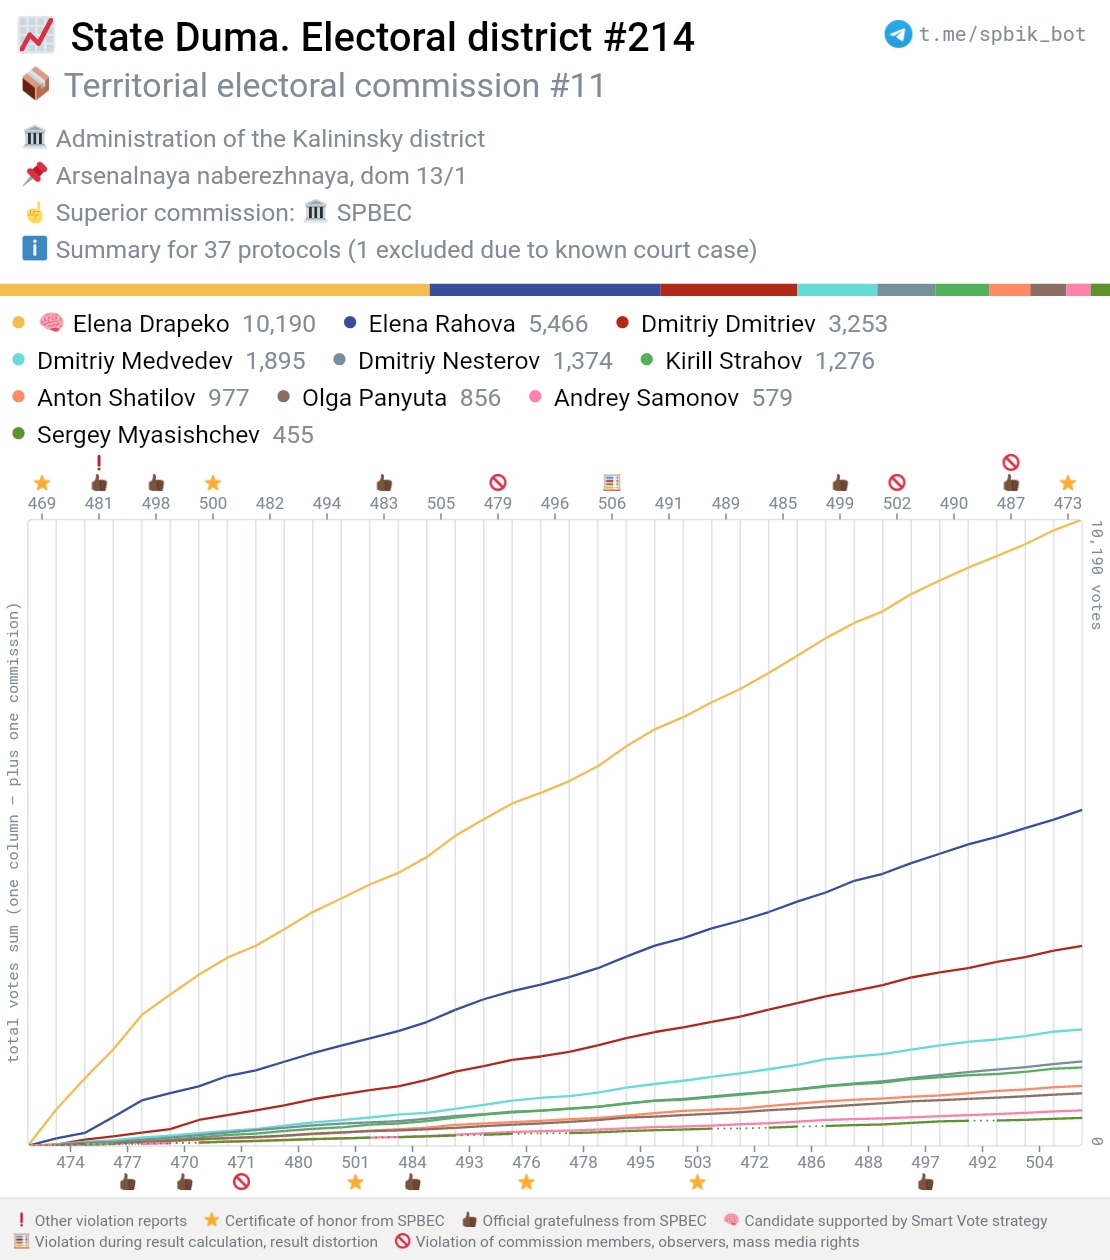 State Duma. Electoral district #214
t.me/spbik_bot
Territorial electoral commission #11
Administration of the Kalininsky district
Arsenalnaya naberezhnaya, dom 13/1
Superior commission: SPBEC
Summary for 37 protocols (1 excluded due to known court case)
Elena Drapeko 10,190 Elena Rahova 5,466 Dmitriy Dmitriev 3,253
Dmitriy Medvedev 1,895 Dmitriy Nesterov 1,374 Kirill Strahov 1,276
Anton Shatilov 977 Olga Panyuta 856 Andrey Samonov 579
Sergey Myasishchev 455
469 481 498 500 482 494 483 505 479 496 506 491 489 485 499 502 490 487 473
10,190 votes
total votes sum (one column – plus one commission)
0
474 477 470 471 480 501 484 493 476 478 495 503 472 486 488 497 492 504
Other violation reports Certificate of honor from SPBEC Official gratefulness from SPBEC Candidate supported by Smart Vote strategy
Violation during result calculation, result distortion Violation of commission members, observers, mass media rights